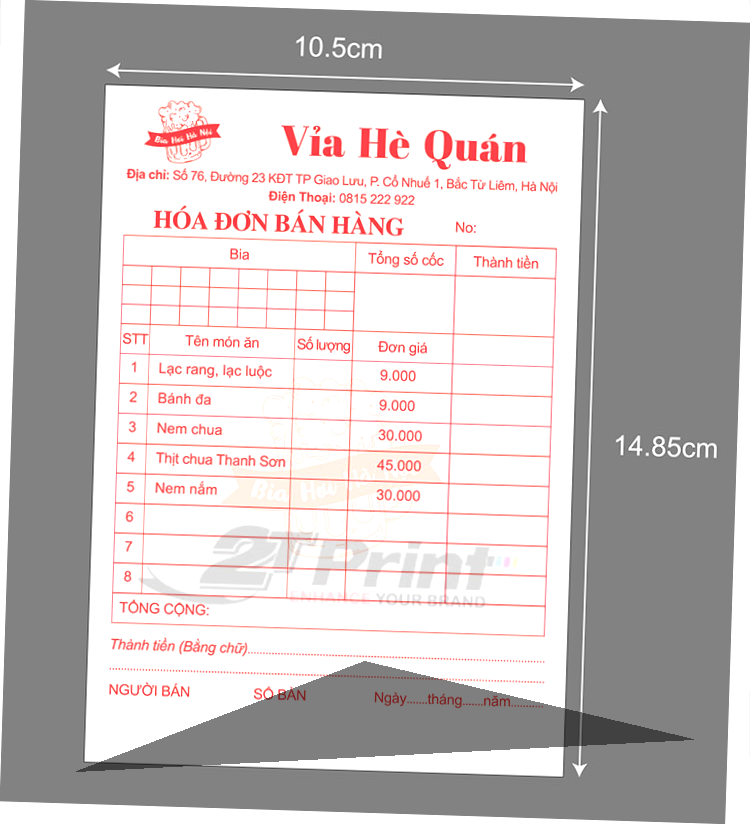 10.5cm
Bia Hơi Hà Nội
Vỉa Hè Quán
Địa chỉ: Số 76, Đường 23 KĐT TP Giao Lưu, P. Cổ Nhuế 1, Bắc Từ Liêm, Hà Nội
Điện Thoại: 0815 222 922
HÓA ĐƠN BÁN HÀNG No:
Bia Tổng số cốc Thành tiền
STT Tên món ăn Số lượng Đơn giá
1 Lạc rang, lạc luộc 9.000
2 Bánh đa 9.000
3 Nem chua 30.000
14.85cm
4 Thịt chua Thanh Sơn 45.000
5 Nem nắm 30.000
Bia Hơi Hà Nội
6
7
2T Print
8
ENHANCE YOUR BRAND
TỔNG CỘNG:
Thành tiền (Bằng chữ)..........
NGƯỜI BÁN SỐ BÀN Ngày......tháng......năm..........